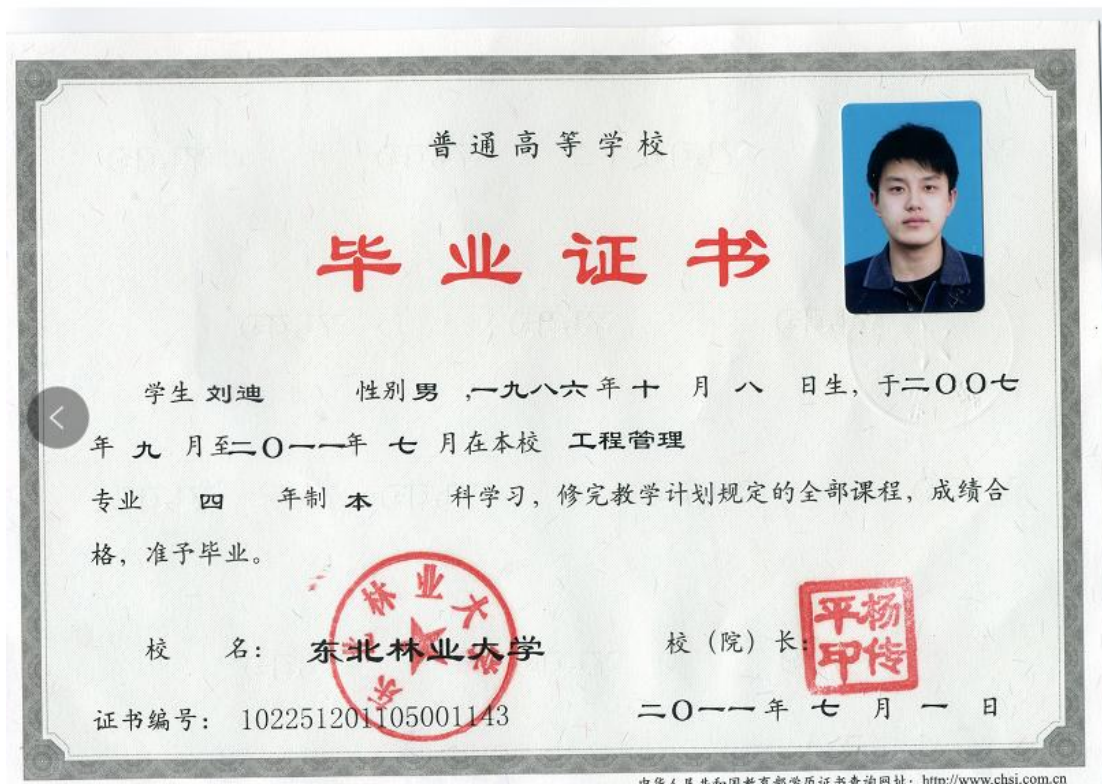 普通高等学校
毕业证书
学生 刘迪 性别 男 ,一九八六年 十 月 八 日生，于二〇〇七
年 九 月至二〇一一年 七 月在本校 工程管理
专业 四 年制 本 科学习，修完教学计划规定的全部课程，成绩合
格，准予毕业。
东北林业大学
杨传平印
校 名： 东北林业大学 校（院）长：
证书编号： 102251201105001143 二〇一一年 七 月 一 日
中华人民共和国教育部学历证书查询网址：http://www.chsi.com.cn